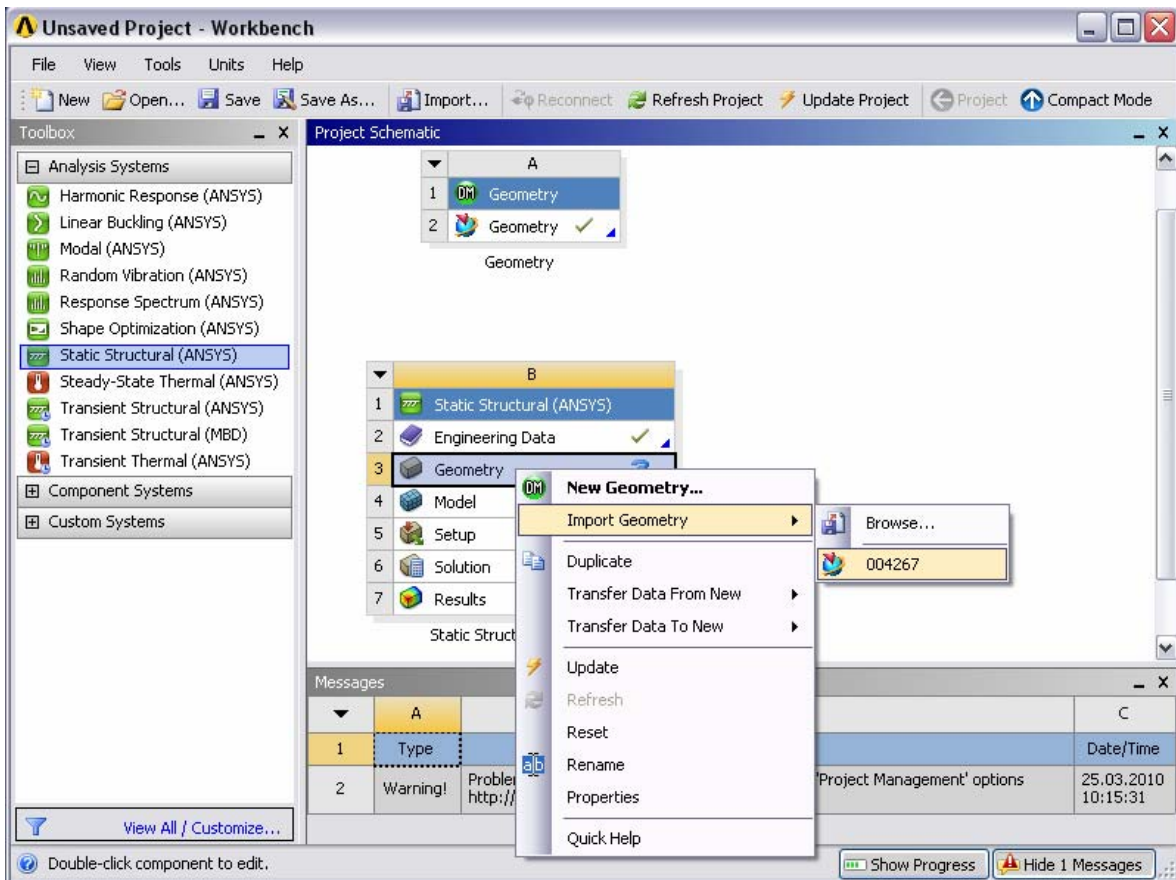 Unsaved Project - Workbench
File View Tools Units Help
New Open... Save Save As... Import... Reconnect Refresh Project Update Project Project Compact Mode
Toolbox
Analysis Systems
Harmonic Response (ANSYS)
Linear Buckling (ANSYS)
Modal (ANSYS)
Random Vibration (ANSYS)
Response Spectrum (ANSYS)
Shape Optimization (ANSYS)
Static Structural (ANSYS)
Steady-State Thermal (ANSYS)
Transient Structural (ANSYS)
Transient Structural (MBD)
Transient Thermal (ANSYS)
Component Systems
Custom Systems
View All / Customize...
Project Schematic
A
1 DM Geometry
2 Geometry
Geometry
B
1 Static Structural (ANSYS)
2 Engineering Data
3 Geometry
4 Model
5 Setup
6 Solution
7 Results
Static Struct
DM New Geometry...
Import Geometry
Duplicate
Transfer Data From New
Transfer Data To New
Update
Refresh
Reset
ab Rename
Properties
Quick Help
Browse...
004267
Messages
A C
1 Type Date/Time
2 Warning! 'Project Management' options 25.03.2010
http:// 10:15:31
Double-click component to edit.
Show Progress Hide 1 Messages